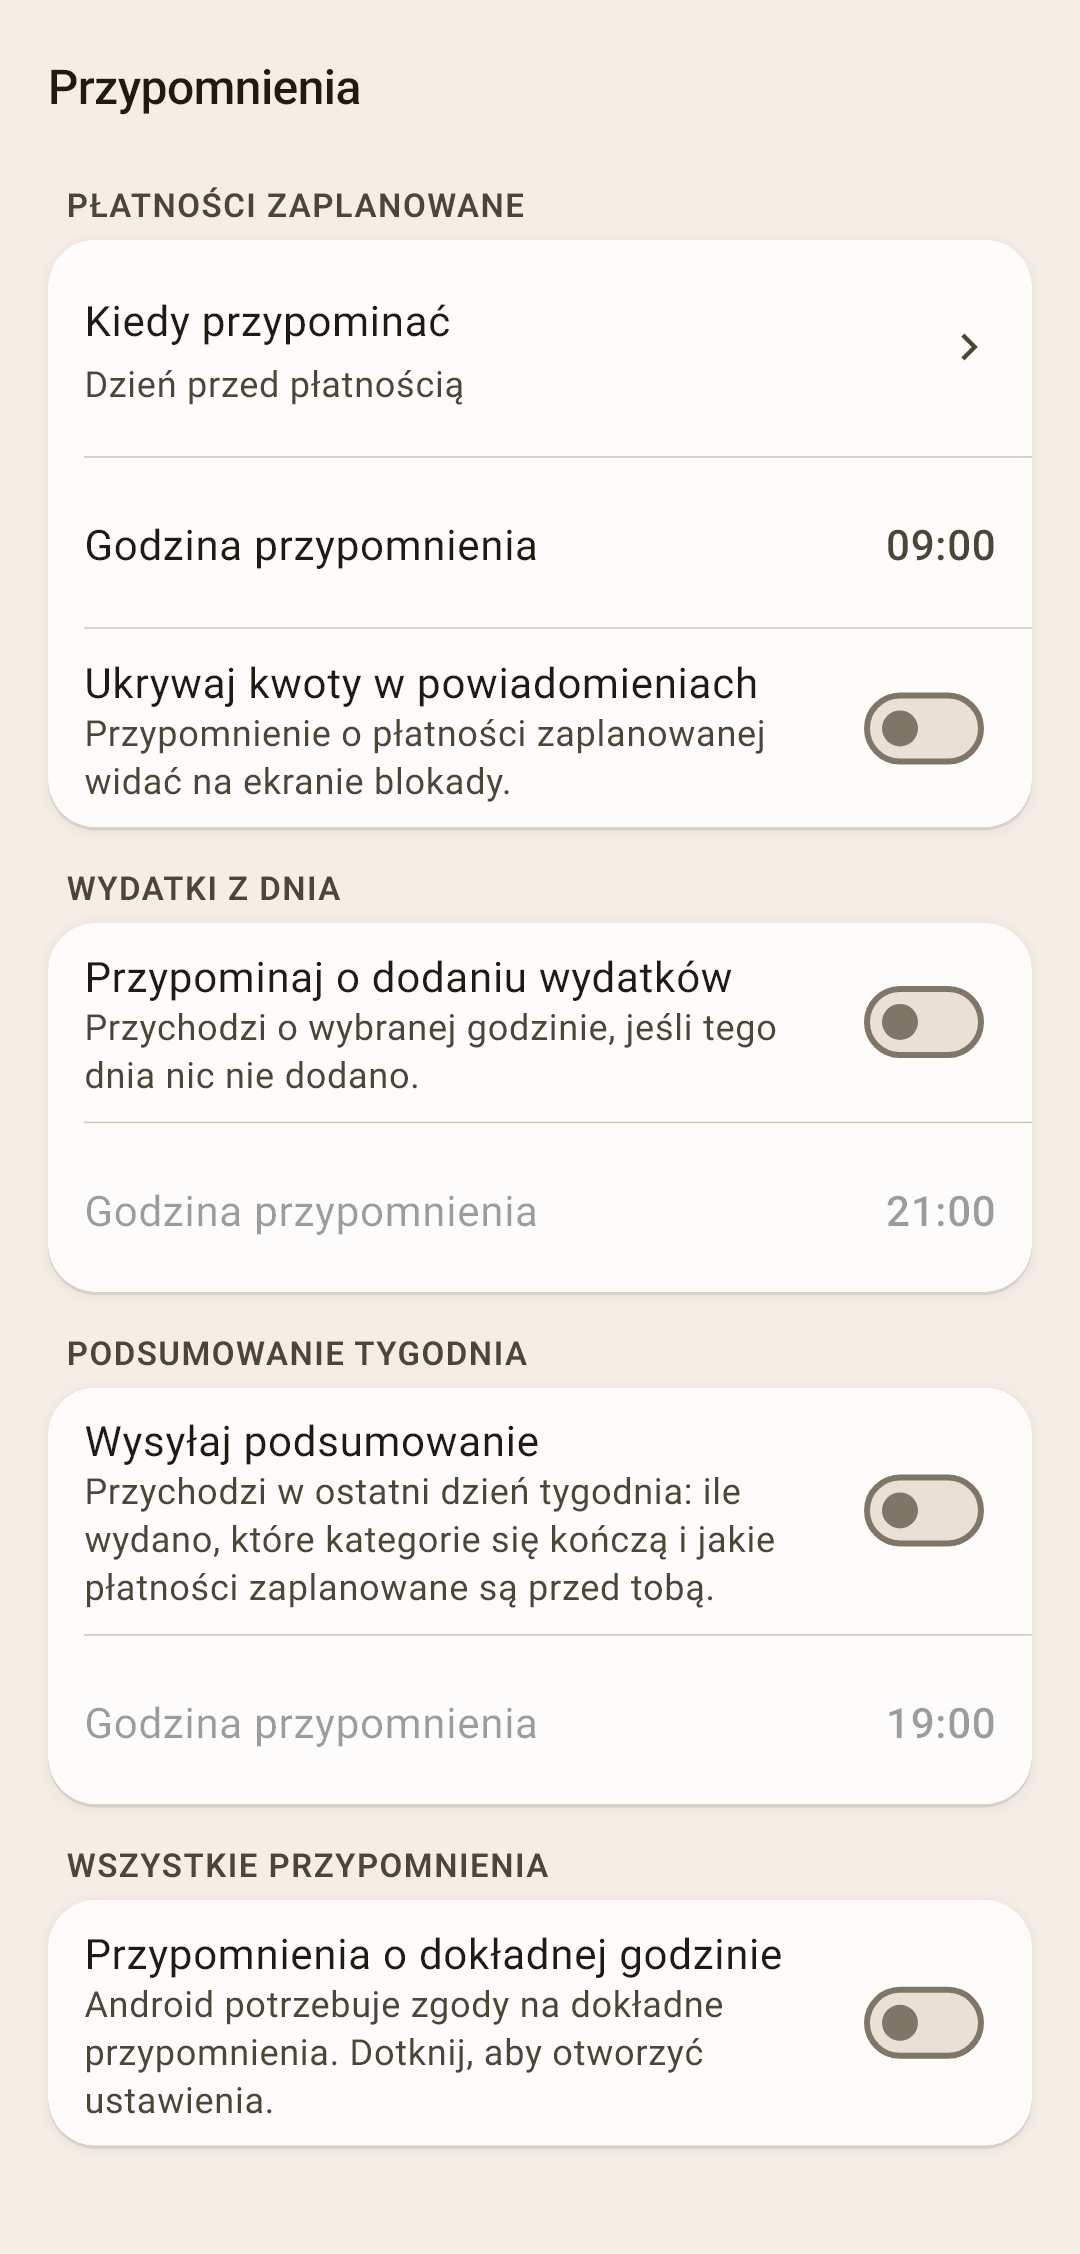 Przypomnienia
PŁATNOŚCI ZAPLANOWANE
Kiedy przypominać
Dzień przed płatnością
Godzina przypomnienia 09:00
Ukrywaj kwoty w powiadomieniach
Przypomnienie o płatności zaplanowanej
widać na ekranie blokady.
WYDATKI Z DNIA
Przypominaj o dodaniu wydatków
Przychodzi o wybranej godzinie, jeśli tego
dnia nic nie dodano.
Godzina przypomnienia 21:00
PODSUMOWANIE TYGODNIA
Wysyłaj podsumowanie
Przychodzi w ostatni dzień tygodnia: ile
wydano, które kategorie się kończą i jakie
płatności zaplanowane są przed tobą.
Godzina przypomnienia 19:00
WSZYSTKIE PRZYPOMNIENIA
Przypomnienia o dokładnej godzinie
Android potrzebuje zgody na dokładne
przypomnienia. Dotknij, aby otworzyć
ustawienia.